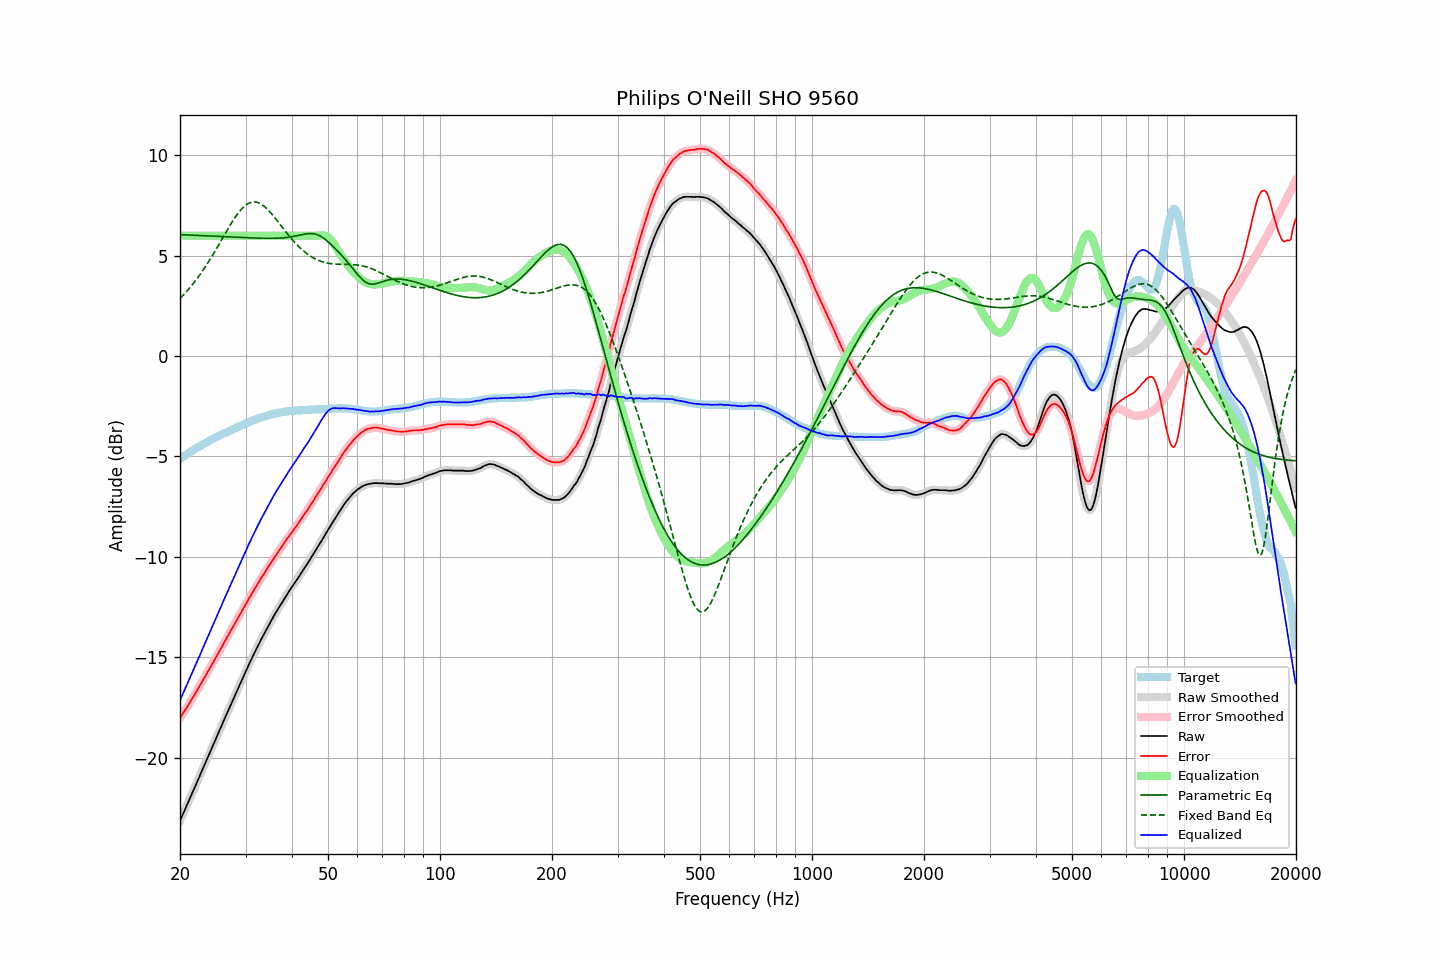 Philips O'Neill SHO 9560
Amplitude (dBr)
10
5
0
−5
−10
−15
−20
20 50 100 200 500 1000 2000 5000 10000 20000
Frequency (Hz)
Target
Raw Smoothed
Error Smoothed
Raw
Error
Equalization
Parametric Eq
Fixed Band Eq
Equalized